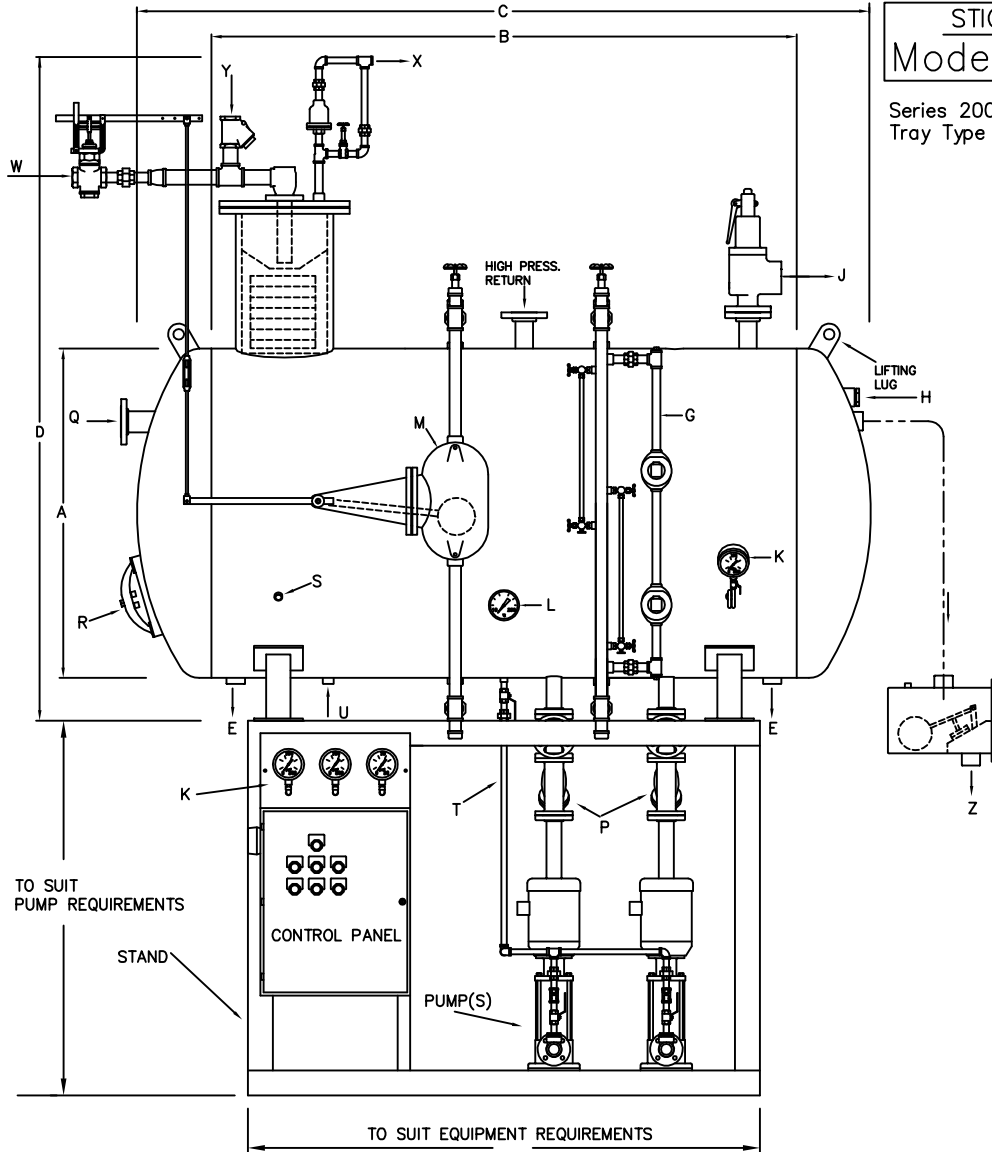 C
STIC
B
Mode
X
Y
Series 200
Tray Type
W
HIGH PRESS.
RETURN
J
LIFTING
LUG
H
Q
G
D
M
A
K
S
L
R
E
U
E
K
T
P
Z
TO SUIT
PUMP REQUIREMENTS
CONTROL PANEL
STAND
PUMP(S)
TO SUIT EQUIPMENT REQUIREMENTS